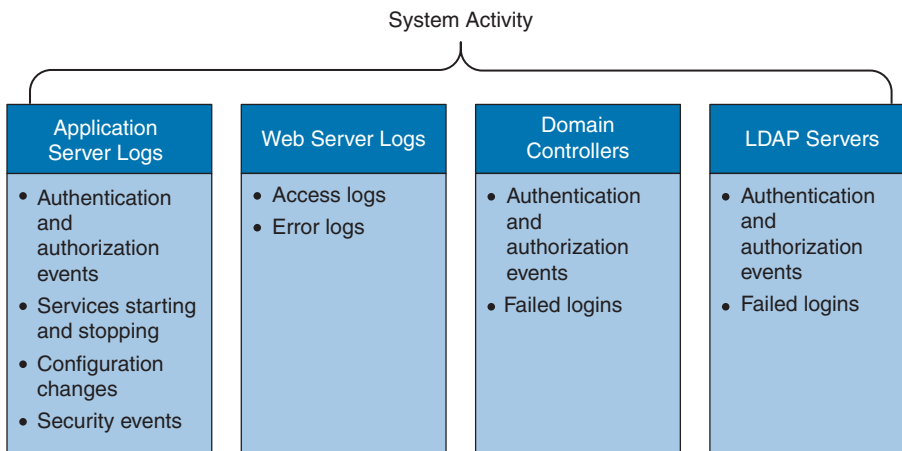 System Activity
Application
Server Logs
• Authentication
and
authorization
events
• Services starting
and stopping
• Configuration
changes
• Security events
Web Server Logs
• Access logs
• Error logs
Domain
Controllers
• Authentication
and
authorization
events
• Failed logins
LDAP Servers
• Authentication
and
authorization
events
• Failed logins